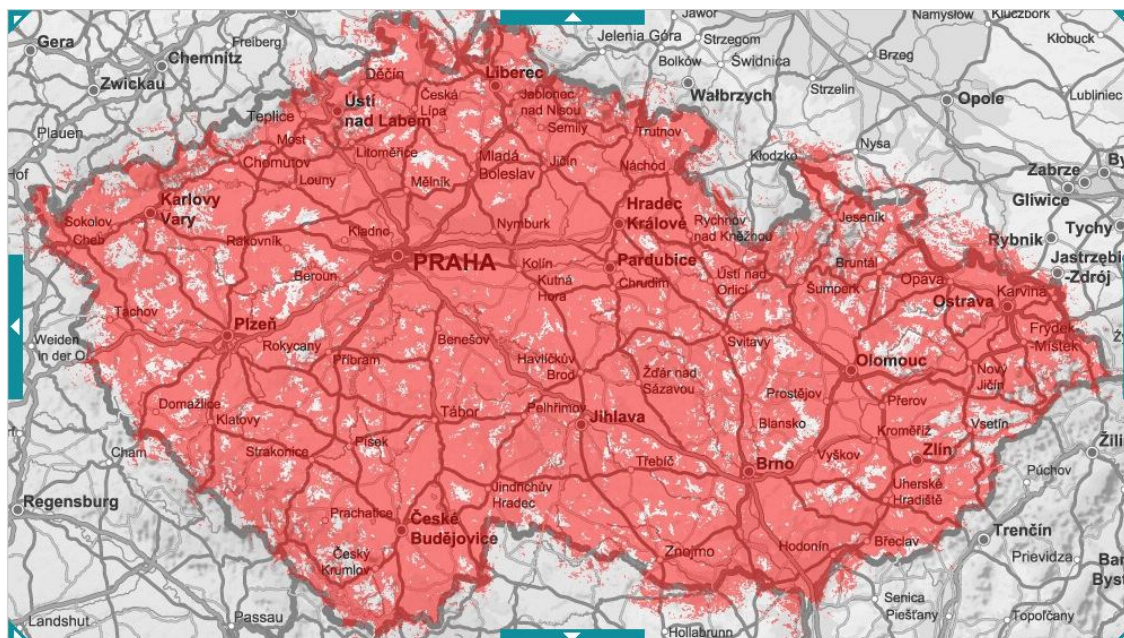 Jawor
Namysłów
Kluczbork
Gera
Freiberg
Jelenia Góra
Strzegom
Kłobuck
Chemnitz
Bolków
Świdnica
Brzeg
Zwickau
Děčín
Liberec
Wałbrzych
Strzelin
Opole
Lubliniec
Česká
Lípa
Jablonec
nad Nisou
Ústí
nad Labem
Teplice
Plauen
Most
Semily
Trutnov
Nysa
Hof
Chomutov
Litoměřice
Mladá
Boleslav
Jičín
Náchod
Kłodzko
Zabrze
By
Louny
Mělník
Gliwice
Karlovy
Vary
Hradec
Králové
Sokolov
Cheb
Kladno
Nymburk
Rychnov
nad Kněžnou
Jeseník
Tychy
Rakovník
PRAHA
Kolín
Pardubice
Bruntál
Rybnik
Beroun
Kutná
Hora
Chrudim
Ústí nad
Orlicí
Šumperk
Opava
Jastrzębie
-Zdrój
Karviná
Ostrava
Tachov
Plzeň
Frýdek
-Místek
Weiden
in der O
Rokycany
Příbram
Benešov
Svitavy
Havlíčkův
Brod
Žďár nad
Sázavou
Olomouc
Nový
Jičín
Prostějov
Přerov
Domažlice
Klatovy
Tábor
Pelhřimov
Jihlava
Blansko
Kroměříž
Vsetín
Cham
Strakonice
Písek
Třebíč
Brno
Vyškov
Zlín
Žili
Púchov
Regensburg
Jindřichův
Hradec
Uherské
Hradiště
Prachatice
České
Budějovice
Trenčín
Břeclav
Český
Krumlov
Znojmo
Hodonín
Prievidza
Ban
Byst
Landshut
Passau
Senica
Piešťany
Topoľčany
Hollabrunn